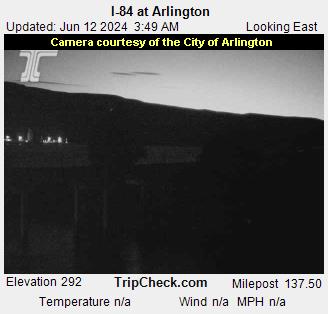 I-84 at Arlington
Updated: Jun 12 2024 3:49 AM Looking East
Camera courtesy of the City of Arlington
Elevation 292 TripCheck.com Milepost 137.50
Temperature n/a Wind n/a MPH n/a